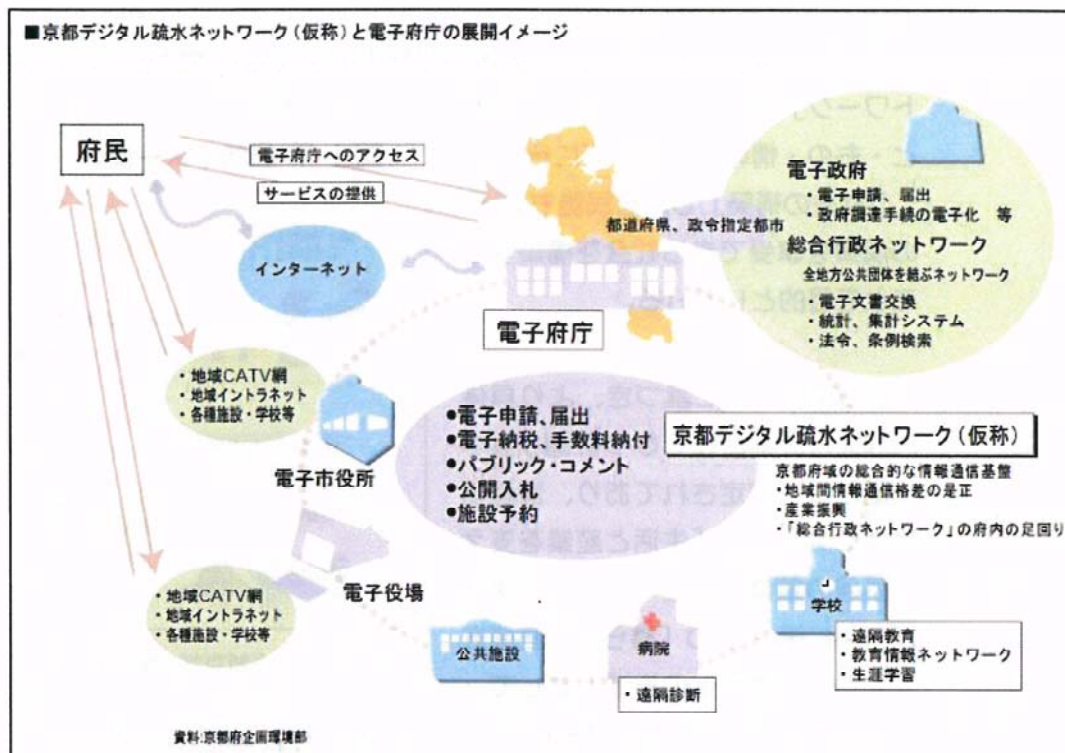 ■京都デジタル疏水ネットワーク（仮称）と電子府庁の展開イメージ
府民
電子府庁へのアクセス
サービスの提供
インターネット
都道府県、政令指定都市
電子府庁
電子政府
・電子申請、届出
・政府調達手続の電子化　等
総合行政ネットワーク
全地方公共団体を結ぶネットワーク
・電子文書交換
・統計、集計システム
・法令、条例検索
・地域CATV網
・地域イントラネット
・各種施設・学校等
電子市役所
●電子申請、届出
●電子納税、手数料納付
●パブリック・コメント
●公開入札
●施設予約
京都デジタル疏水ネットワーク（仮称）
京都府域の総合的な情報通信基盤
・地域間情報通信格差の是正
・産業振興
・「総合行政ネットワーク」の府内の足回り
電子役場
・地域CATV網
・地域イントラネット
・各種施設・学校等
公共施設
病院
・遠隔診断
学校
・遠隔教育
・教育情報ネットワーク
・生涯学習
資料:京都府企画環境部